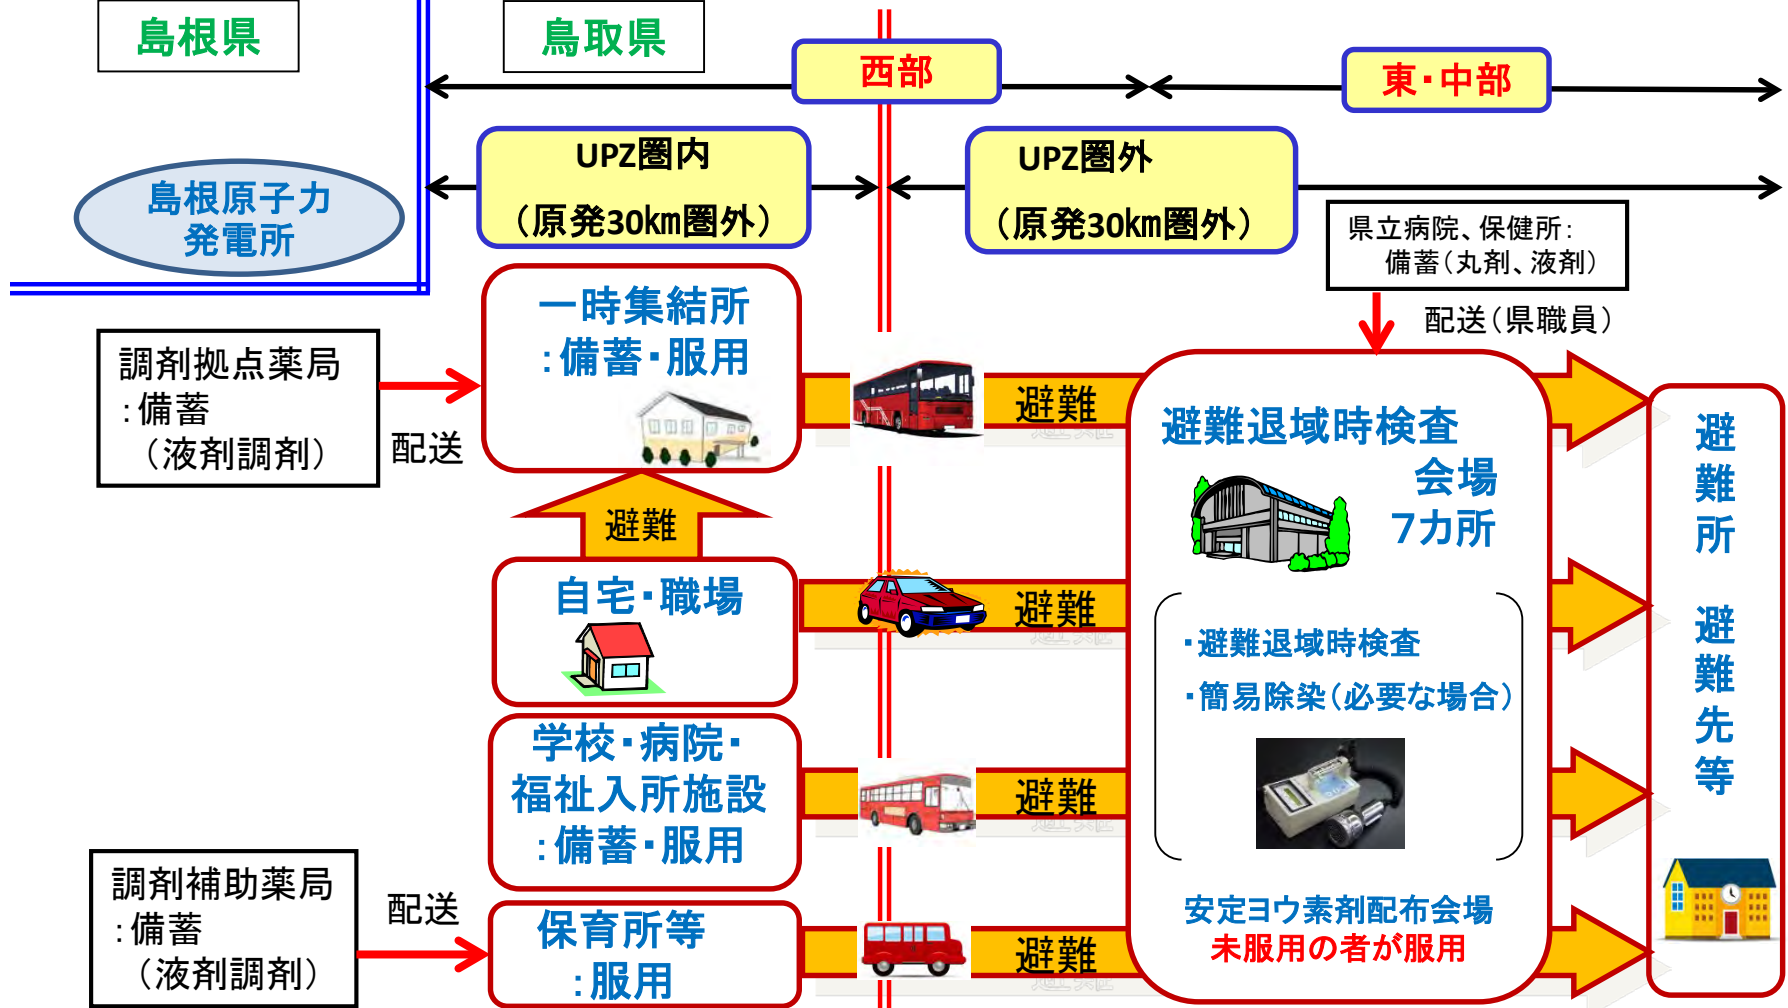 島根県
鳥取県
西部
東・中部
島根原子力
発電所
UPZ圏内
（原発30㎞圏外）
UPZ圏外
（原発30㎞圏外）
県立病院、保健所：
備蓄（丸剤、液剤）
配送（県職員）
調剤拠点薬局
：備蓄
（液剤調剤）
配送
一時集結所
：備蓄・服用
避難
避難
自宅・職場
避難
学校・病院・
福祉入所施設
：備蓄・服用
避難
調剤補助薬局
：備蓄
（液剤調剤）
配送
保育所等
：服用
避難
避難退域時検査
会場
7カ所
・避難退域時検査
・簡易除染（必要な場合）
安定ヨウ素剤配布会場
未服用の者が服用
避難所　避難先等